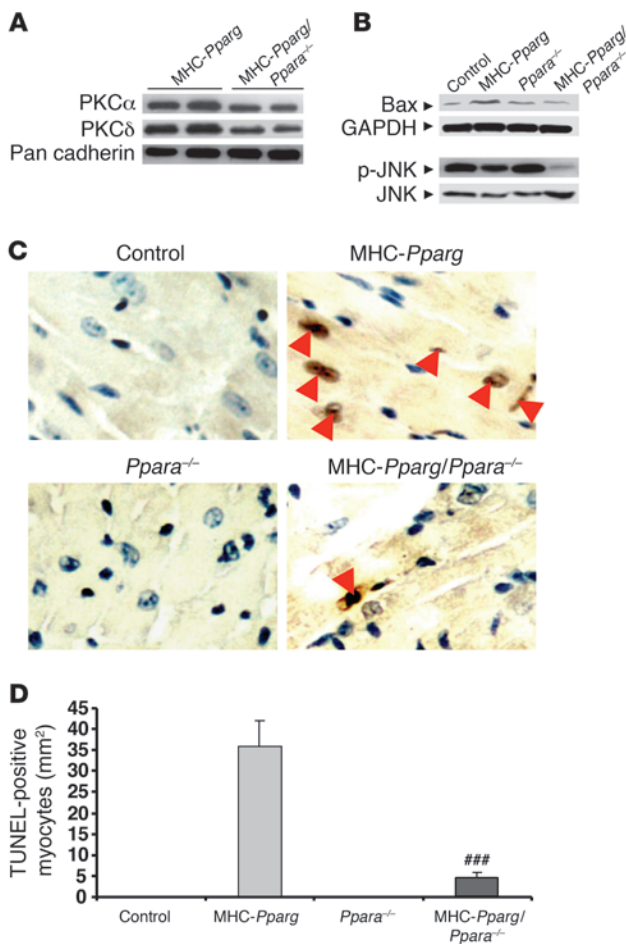 A
MHC-Pparg
MHC-Pparg/
Ppara–/–
PKCα
PKCδ
Pan cadherin
B
Control
MHC-Pparg
Ppara–/–
MHC-Pparg/
Ppara–/–
Bax
GAPDH
p-JNK
JNK
C
Control
MHC-Pparg
Ppara–/–
MHC-Pparg/Ppara–/–
D
TUNEL-positive
myocytes (mm²)
45
40
35
30
25
20
15
10
5
0
###
Control
MHC-Pparg
Ppara–/–
MHC-Pparg/
Ppara–/–